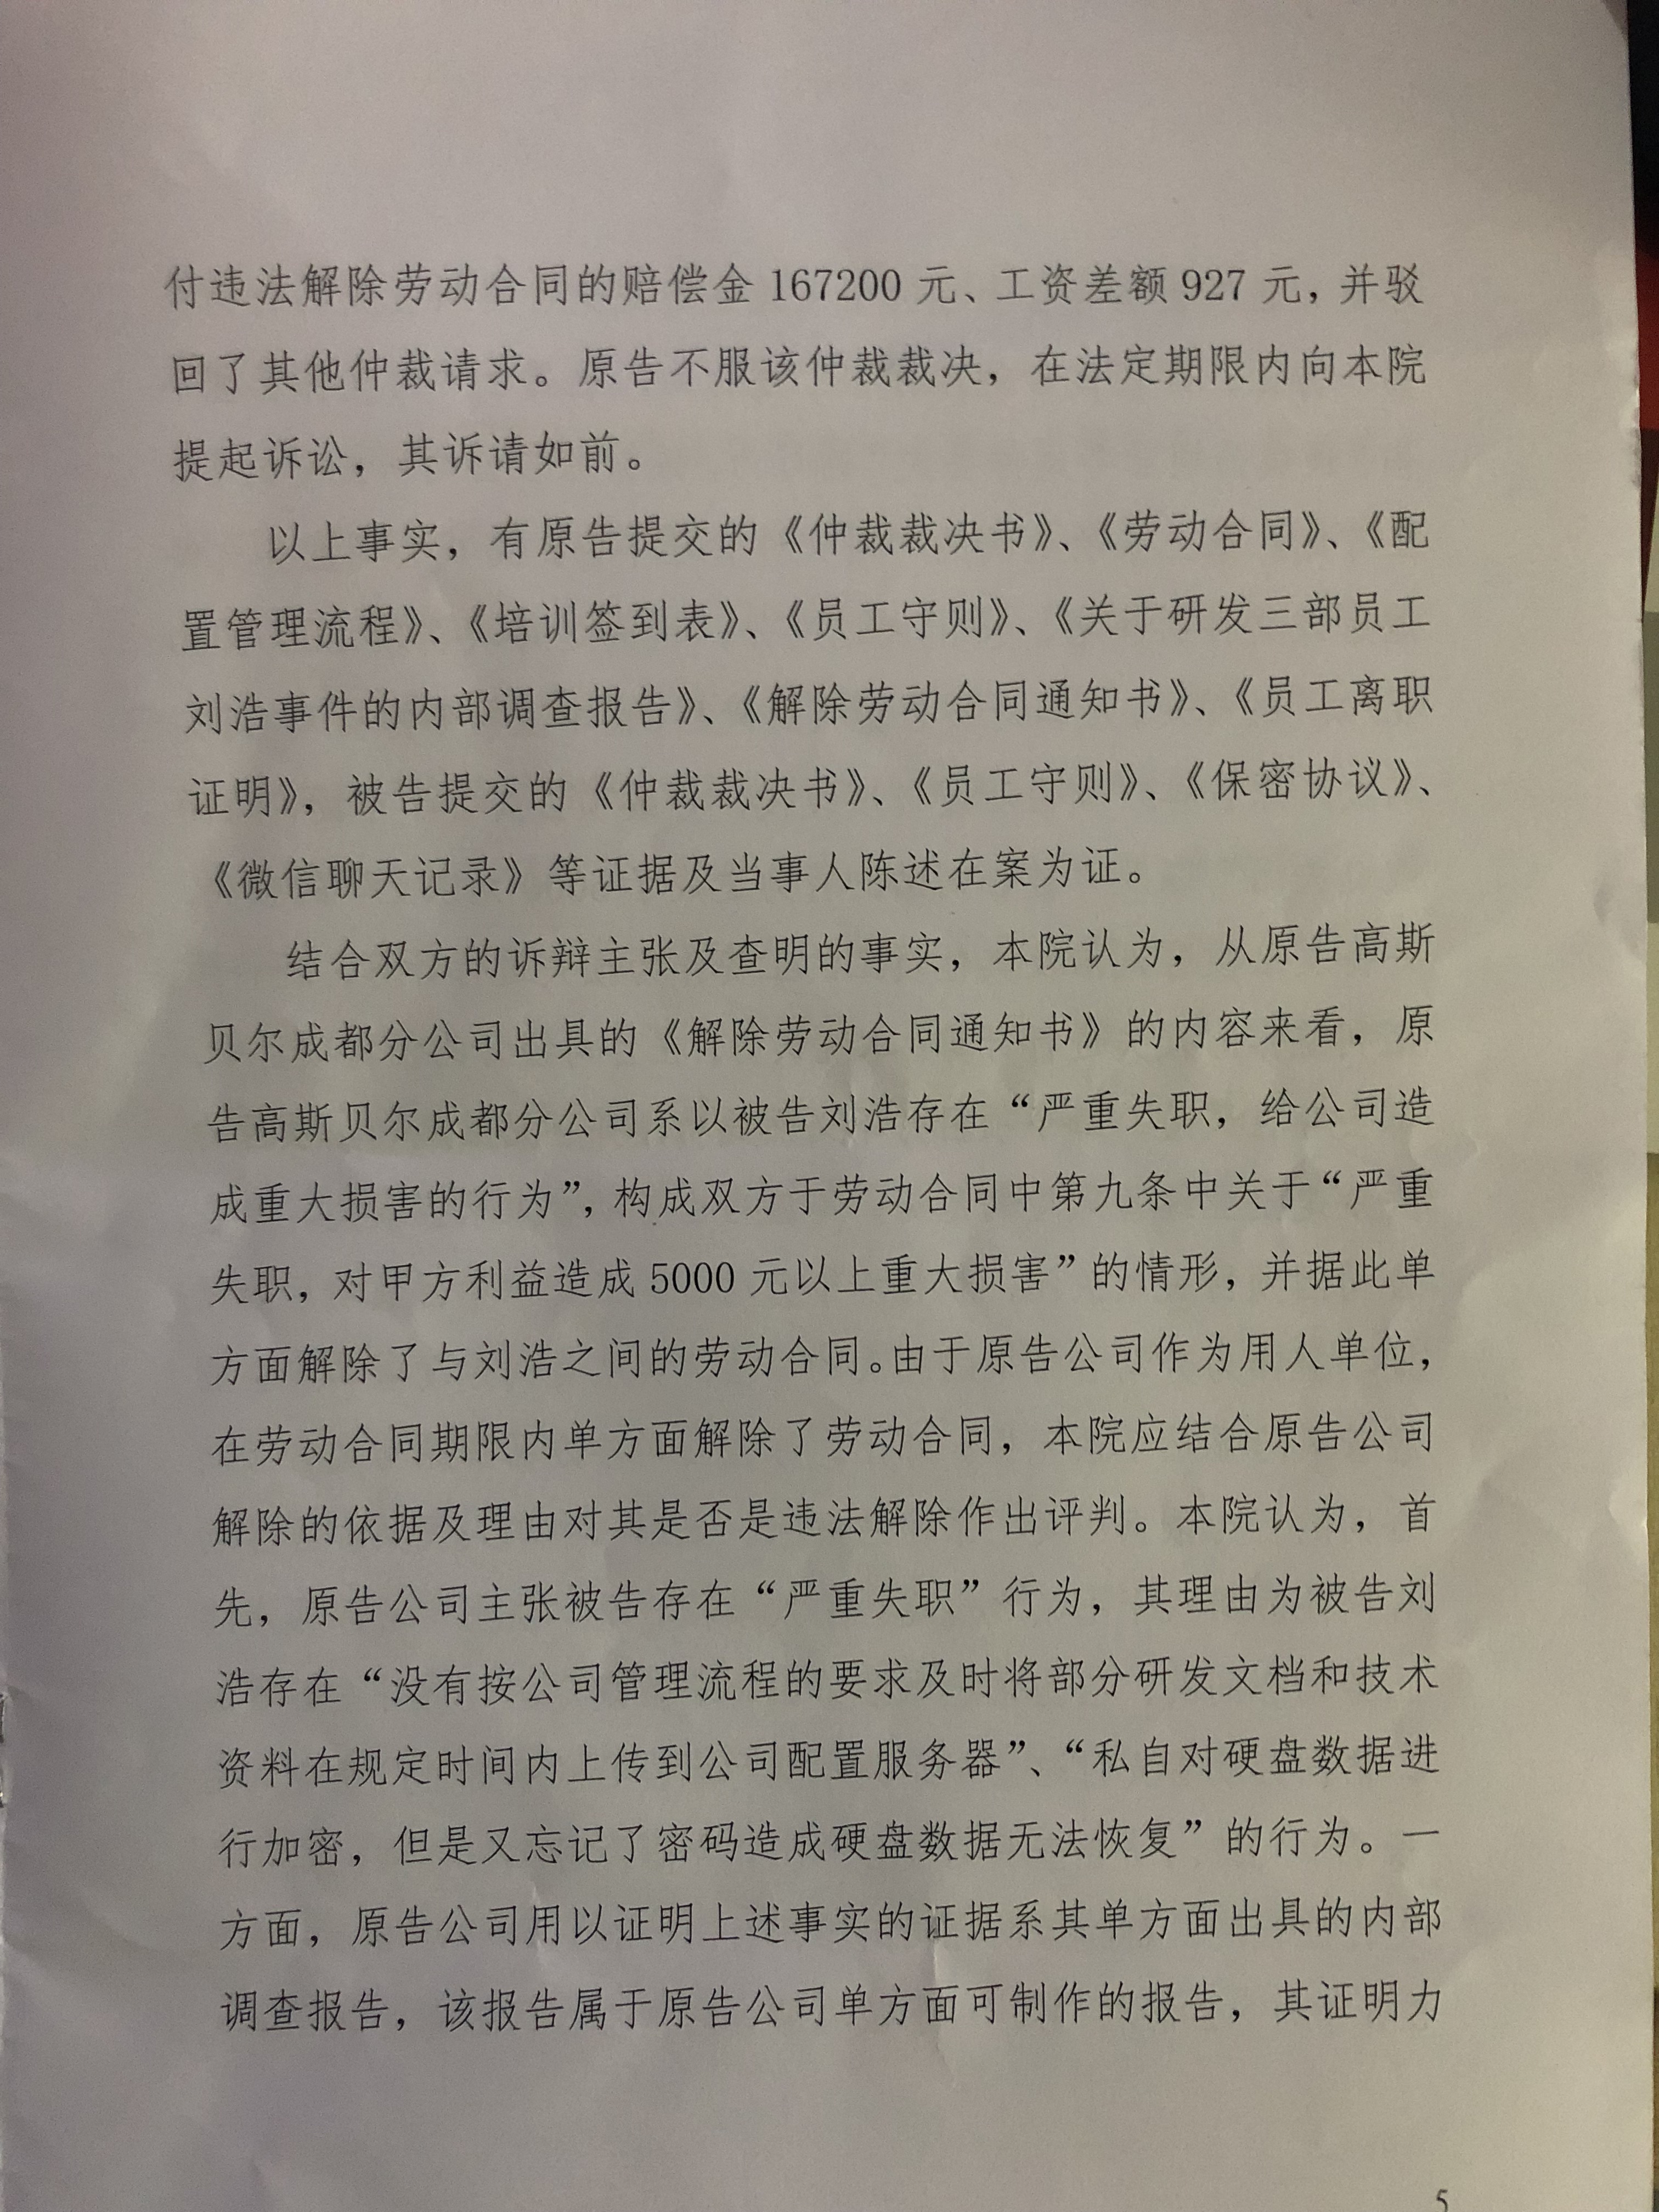 付违法解除劳动合同的赔偿金 167200 元、工资差额 927 元，并驳
回了其他仲裁请求。原告不服该仲裁裁决，在法定期限内向本院
提起诉讼，其诉请如前。
以上事实，有原告提交的《仲裁裁决书》、《劳动合同》、《配
置管理流程》、《培训签到表》、《员工守则》、《关于研发三部员工
刘浩事件的内部调查报告》、《解除劳动合同通知书》、《员工离职
证明》，被告提交的《仲裁裁决书》、《员工守则》、《保密协议》、
《微信聊天记录》等证据及当事人陈述在案为证。
结合双方的诉辩主张及查明的事实，本院认为，从原告高斯
贝尔成都分公司出具的《解除劳动合同通知书》的内容来看，原
告高斯贝尔成都分公司系以被告刘浩存在“严重失职，给公司造
成重大损害的行为”，构成双方于劳动合同中第九条中关于“严重
失职，对甲方利益造成 5000 元以上重大损害”的情形，并据此单
方面解除了与刘浩之间的劳动合同。由于原告公司作为用人单位，
在劳动合同期限内单方面解除了劳动合同，本院应结合原告公司
解除的依据及理由对其是否是违法解除作出评判。本院认为，首
先，原告公司主张被告存在“严重失职”行为，其理由为被告刘
浩存在“没有按公司管理流程的要求及时将部分研发文档和技术
资料在规定时间内上传到公司配置服务器”、“私自对硬盘数据进
行加密，但是又忘记了密码造成硬盘数据无法恢复”的行为。一
方面，原告公司用以证明上述事实的证据系其单方面出具的内部
调查报告，该报告属于原告公司单方面可制作的报告，其证明力
5